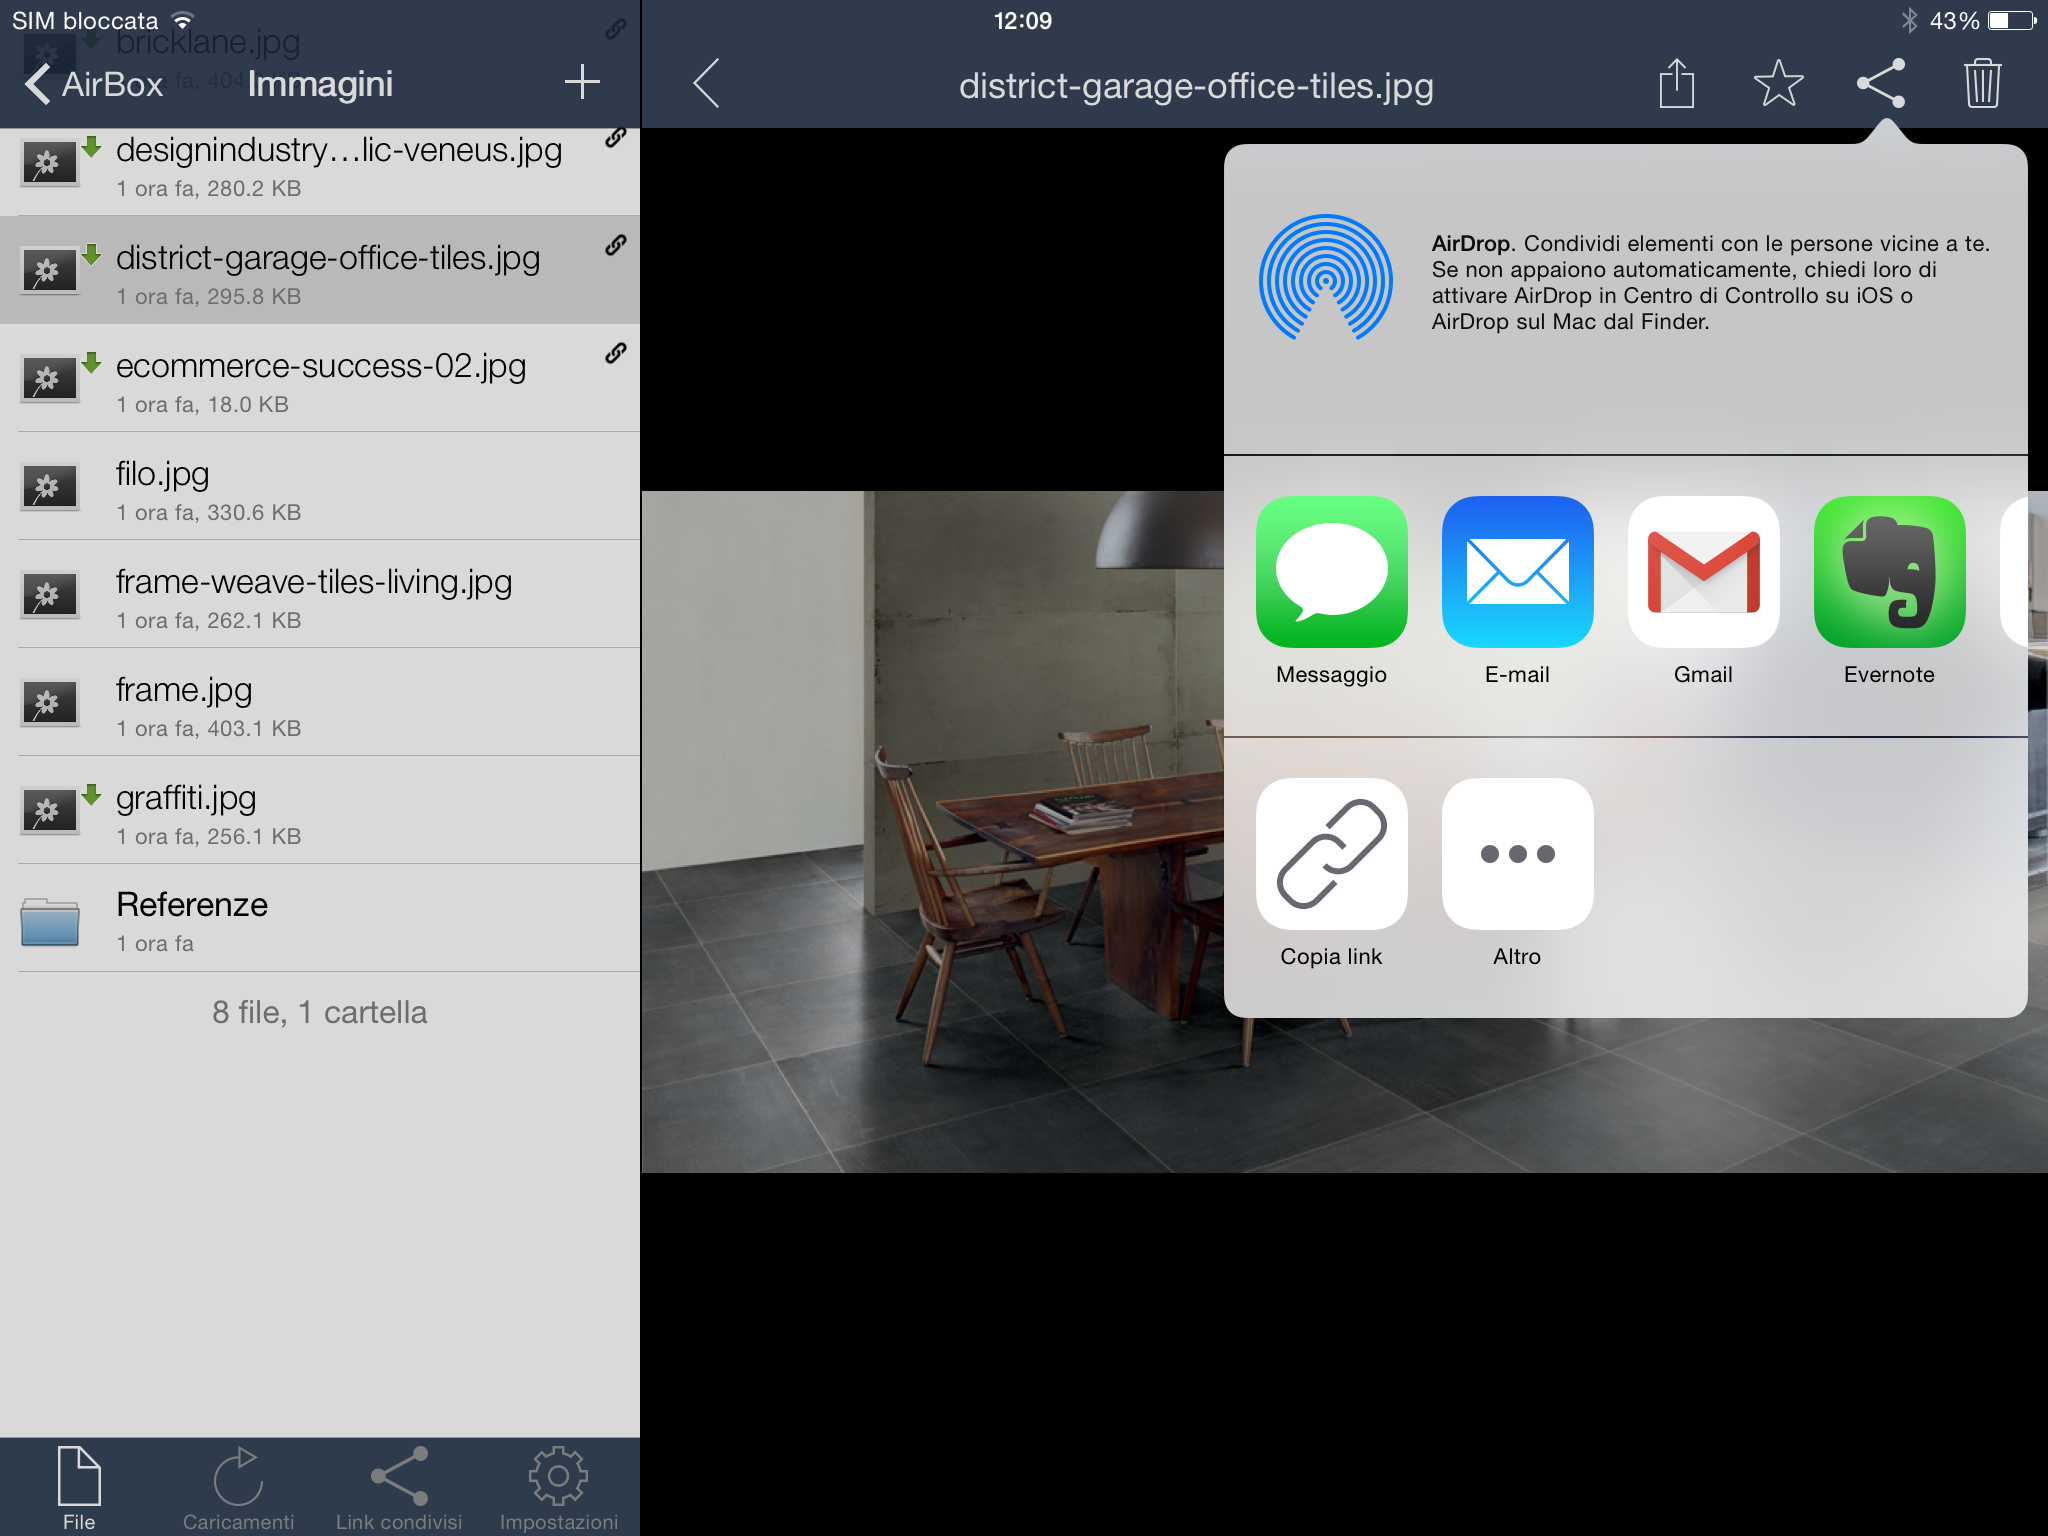 SIM bloccata
12:09
43%
bricklane.jpg
AirBox
Immagini
district-garage-office-tiles.jpg
designindustry…lic-veneus.jpg
1 ora fa, 280.2 KB
district-garage-office-tiles.jpg
1 ora fa, 295.8 KB
ecommerce-success-02.jpg
1 ora fa, 18.0 KB
filo.jpg
1 ora fa, 330.6 KB
frame-weave-tiles-living.jpg
1 ora fa, 262.1 KB
frame.jpg
1 ora fa, 403.1 KB
graffiti.jpg
1 ora fa, 256.1 KB
Referenze
1 ora fa
8 file, 1 cartella
File
Caricamenti
Link condivisi
Impostazioni
AirDrop. Condividi elementi con le persone vicine a te.
Se non appaiono automaticamente, chiedi loro di
attivare AirDrop in Centro di Controllo su iOS o
AirDrop sul Mac dal Finder.
Messaggio
E-mail
Gmail
Evernote
Copia link
Altro